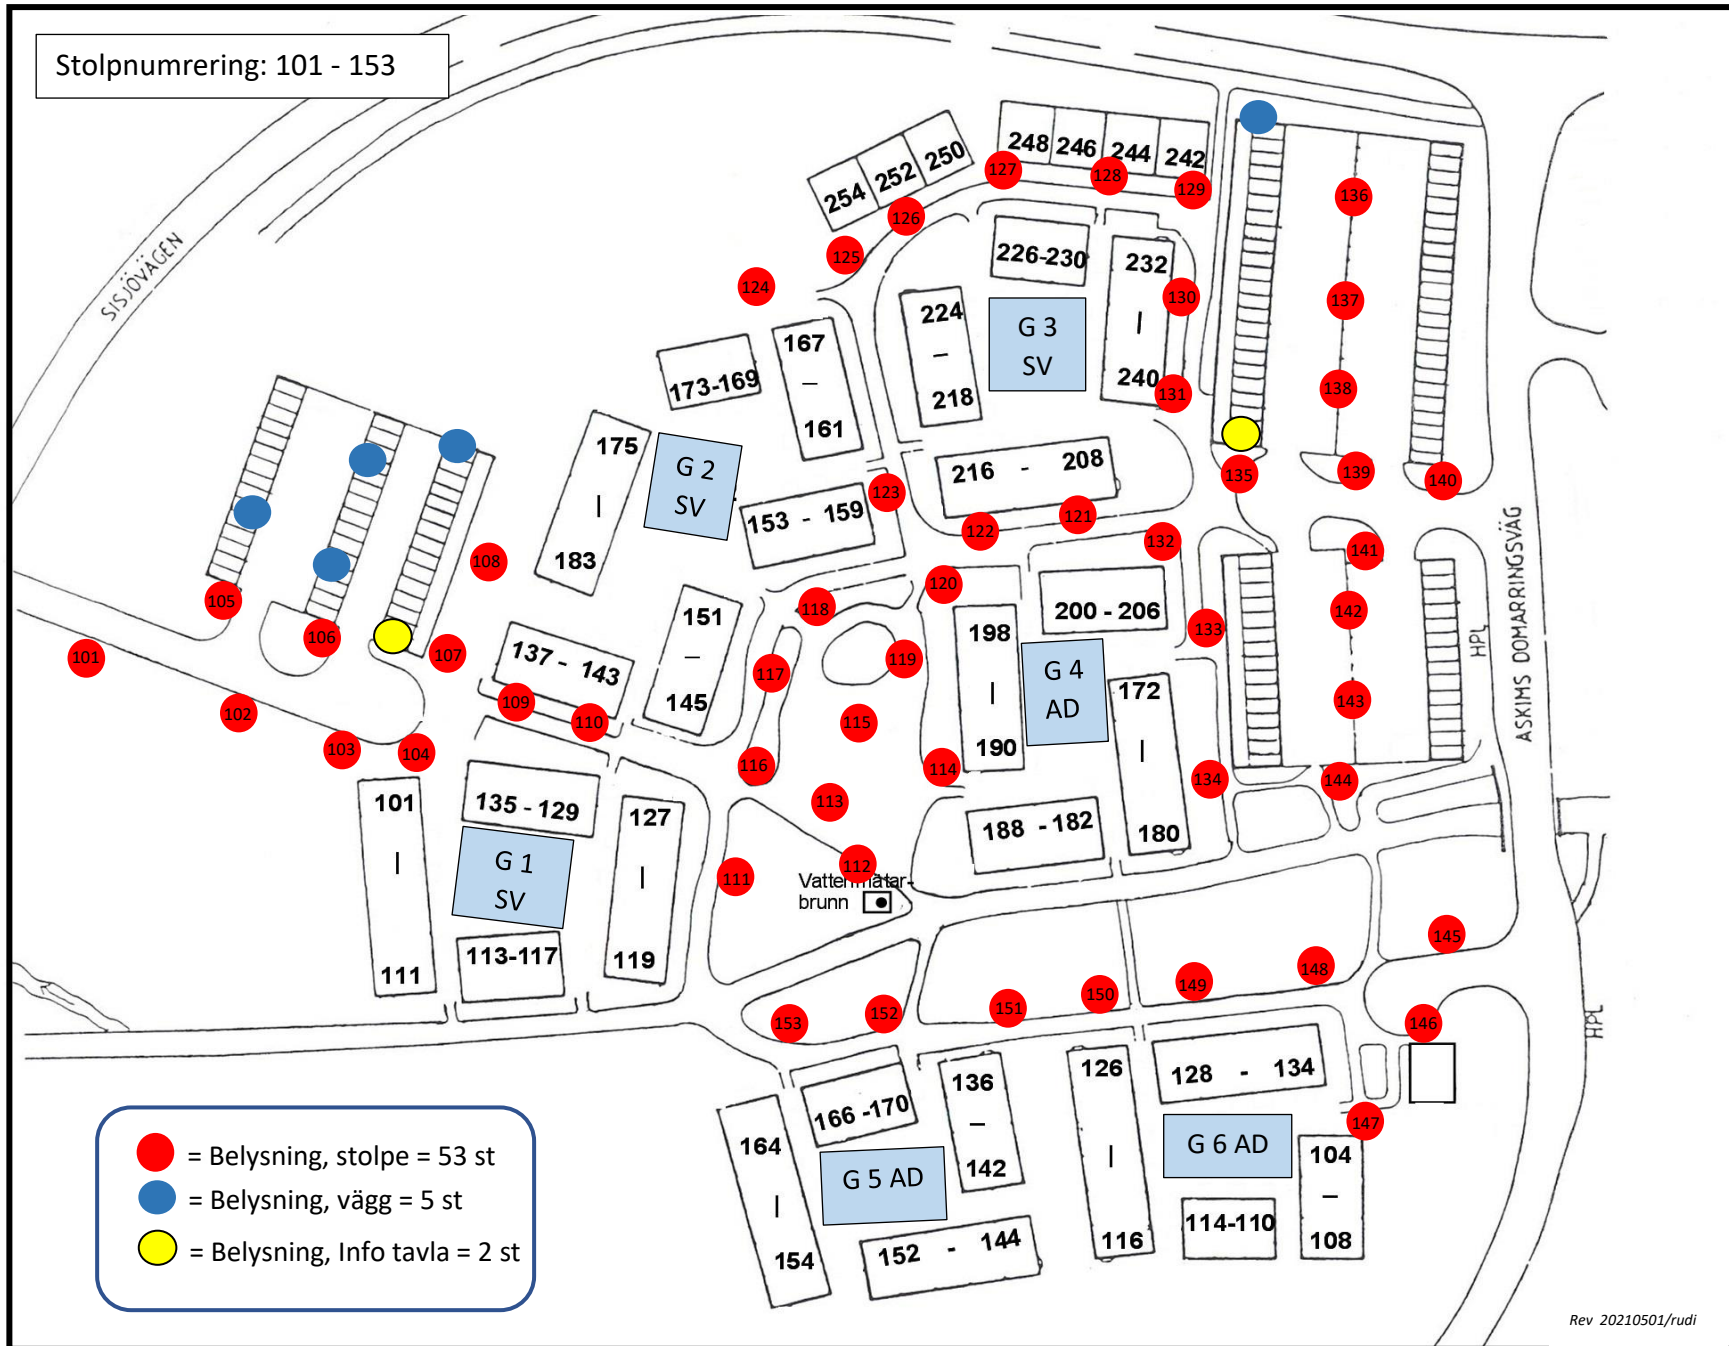 Stolpnumrering: 101 - 153
248 246 244 242
254 252 250
127 128 129
126
125
124
136
SISJÖVÄGEN
226-230
232
|
240
130
131
137
138
224
–
218
G 3
SV
167
–
161
173-169
175
|
183
G 2
SV
216 - 208
153 - 159
123
122
121
132
135
139
140
141
ASKIMS DOMARRINGSVÄG
108
105
106
107
101
102
103
104
137 - 143
109
110
151
–
145
118
117
116
120
119
115
114
113
112
111
198
|
190
200 - 206
G 4
AD
172
|
180
133
134
142
143
144
HPL
101
|
111
135 - 129
127
|
119
G 1
SV
113-117
188 - 182
Vattenmätar-
brunn
145
146
147
148
149
150
151
152
153
HPL
166 -170
136
–
142
126
|
116
128 - 134
164
|
154
G 5 AD
152 - 144
G 6 AD
114-110
104
–
108
= Belysning, stolpe = 53 st
= Belysning, vägg = 5 st
= Belysning, Info tavla = 2 st
Rev 20210501/rudi